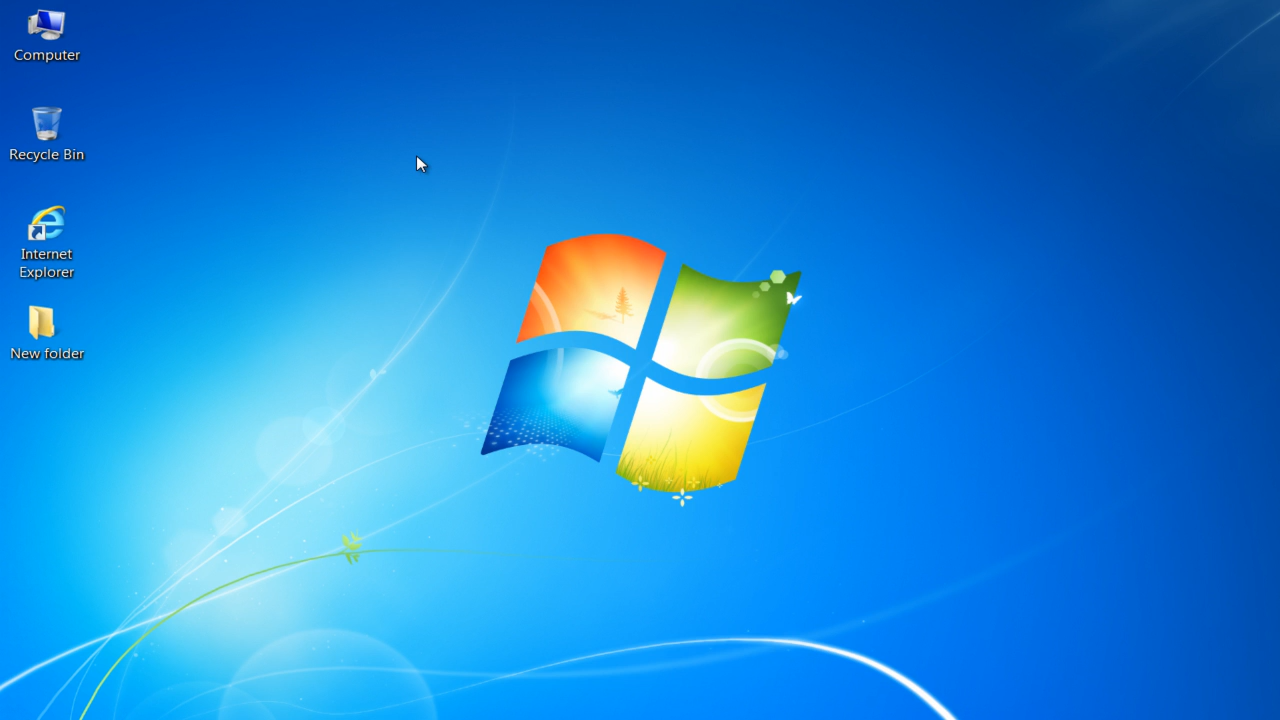 Computer
Recycle Bin
Internet
Explorer
New folder